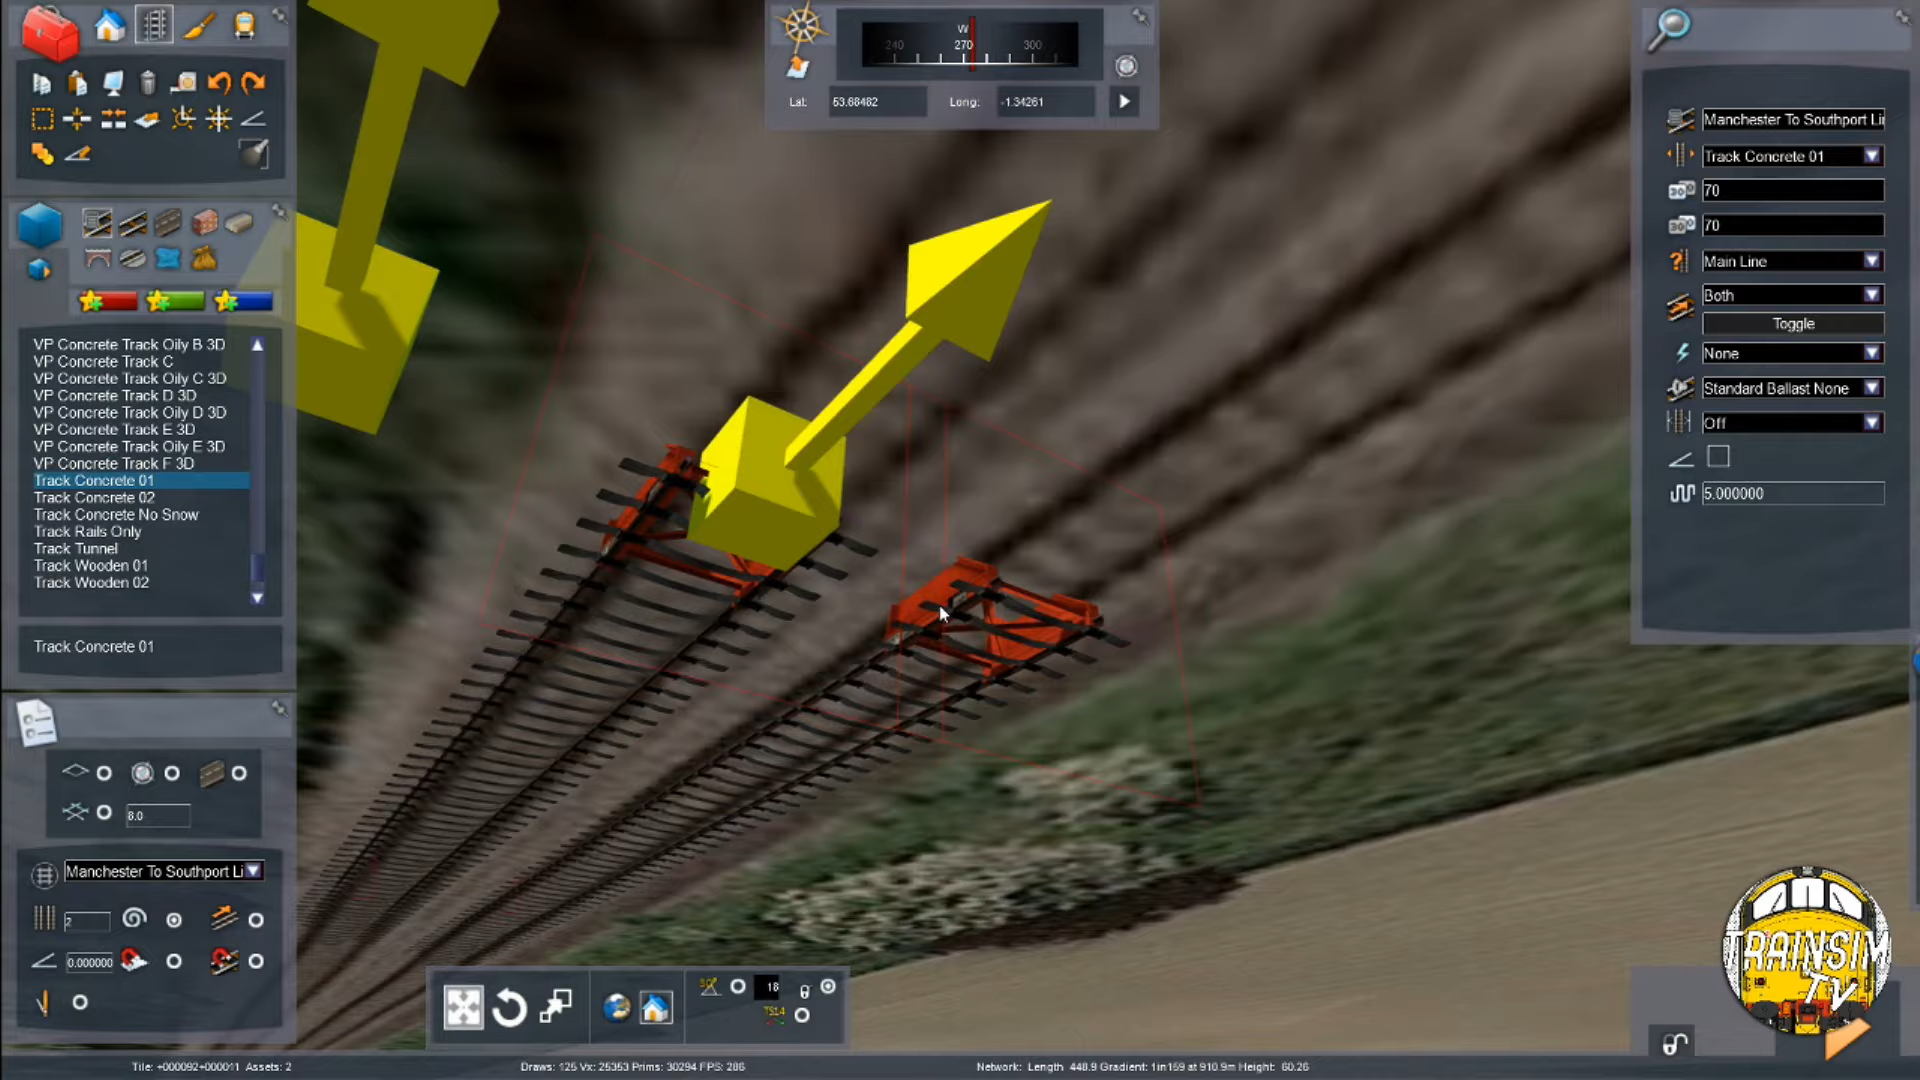 W
240 270 300
Lat: 53.68482 Long: -1.34261
Manchester To Southport Li
Track Concrete 01
70
70
Main Line
Both
Toggle
None
Standard Ballast None
Off
5.000000
VP Concrete Track Oily B 3D
VP Concrete Track C
VP Concrete Track Oily C 3D
VP Concrete Track D 3D
VP Concrete Track Oily D 3D
VP Concrete Track E 3D
VP Concrete Track Oily E 3D
VP Concrete Track F 3D
Track Concrete 01
Track Concrete 02
Track Concrete No Snow
Track Rails Only
Track Tunnel
Track Wooden 01
Track Wooden 02
Track Concrete 01
8.0
Manchester To Southport Li
2
0.000000
18
TS14
TRAINSIM
TV
Tile: +000092+000011 Assets: 2
Draws: 125 Vx: 25353 Prims: 30294 FPS: 286
Network: Length 448.9 Gradient: 1in159 at 910.9m Height: 60.26